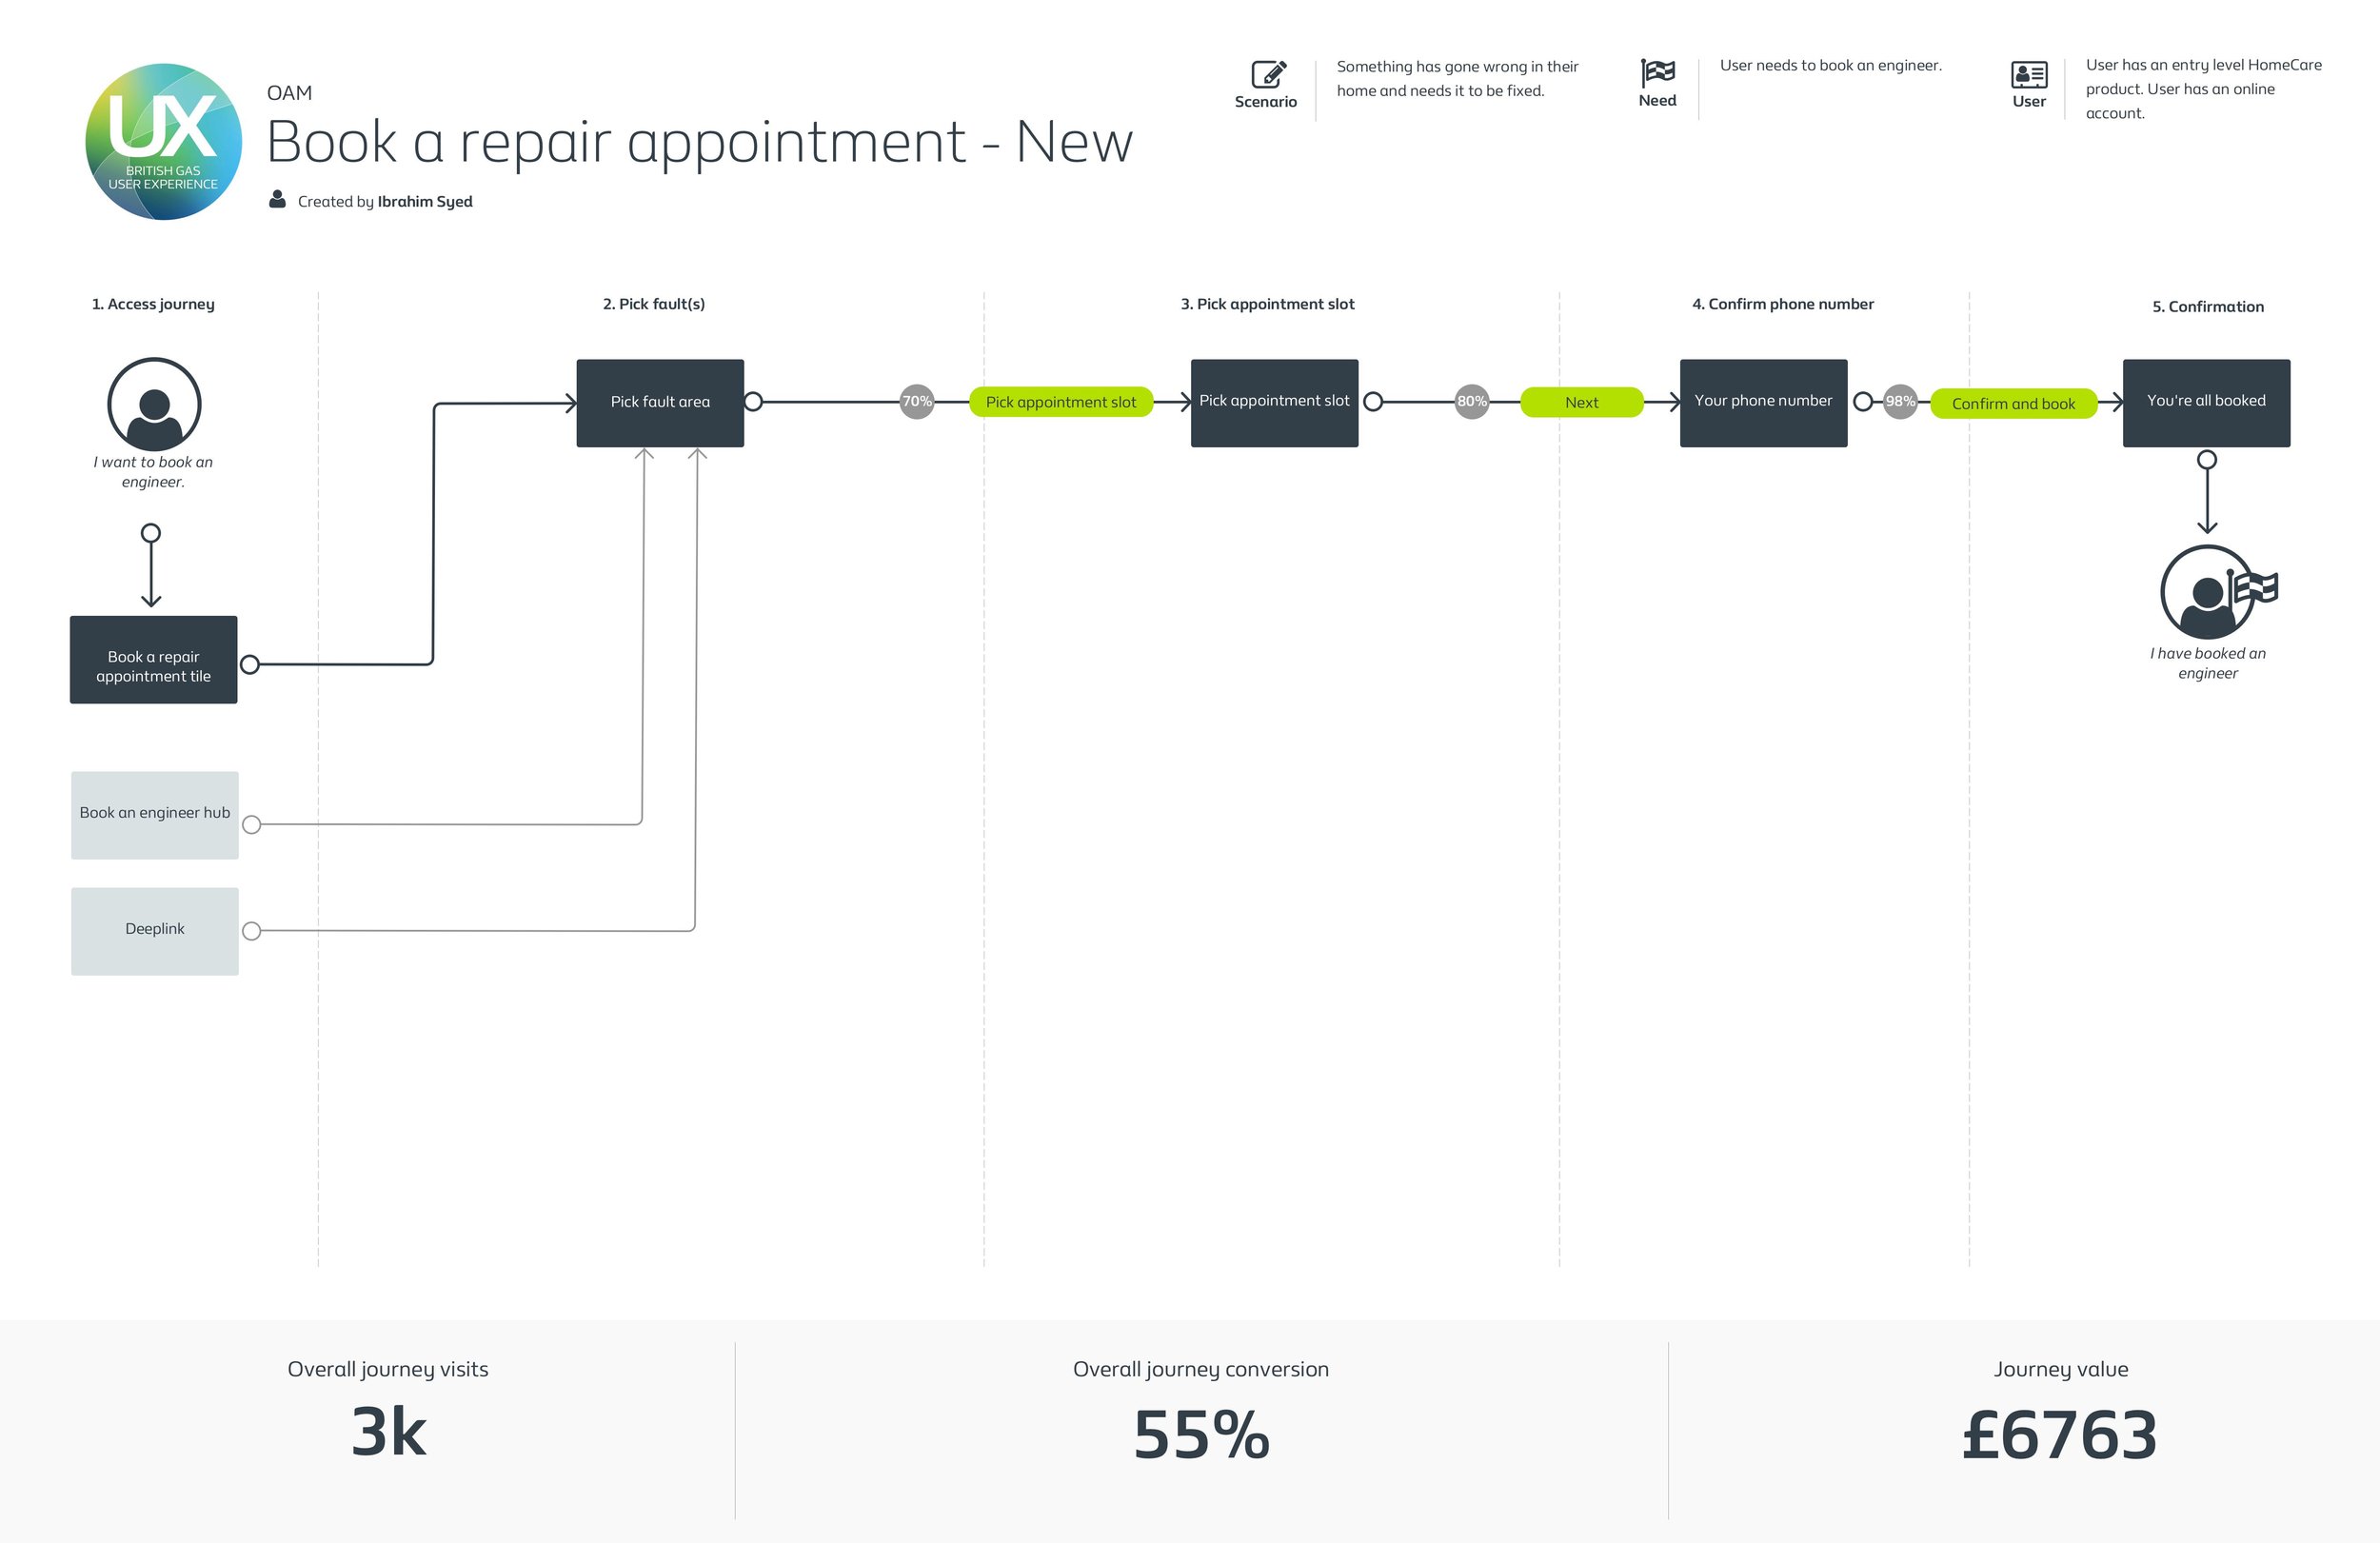 UX
BRITISH GAS
USER EXPERIENCE
OAM
Book a repair appointment - New
Created by Ibrahim Syed
Scenario
Something has gone wrong in their
home and needs it to be fixed.
Need
User needs to book an engineer.
User
User has an entry level HomeCare
product. User has an online
account.
1. Access journey
2. Pick fault(s)
3. Pick appointment slot
4. Confirm phone number
5. Confirmation
I want to book an
engineer.
Book a repair
appointment tile
Book an engineer hub
Deeplink
Pick fault area
70%
Pick appointment slot
Pick appointment slot
80%
Next
Your phone number
98%
Confirm and book
You're all booked
I have booked an
engineer
Overall journey visits
3k
Overall journey conversion
55%
Journey value
£6763